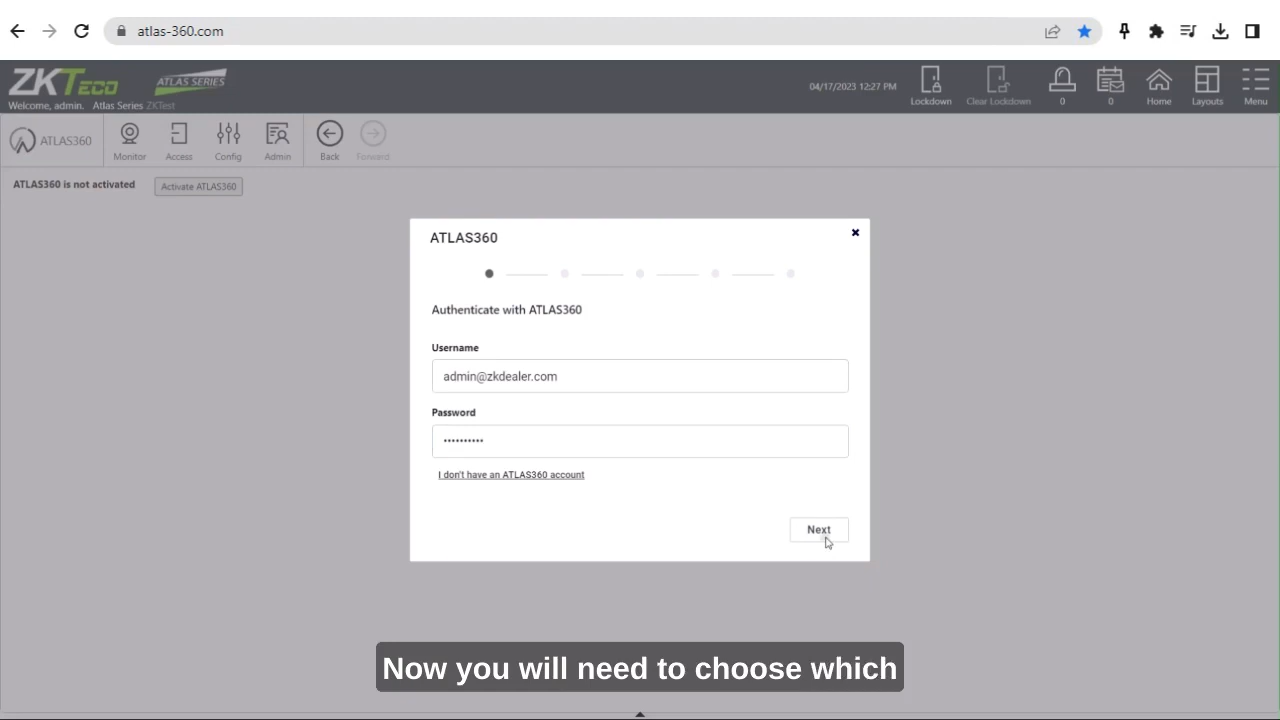 atlas-360.com
ZKTeco ATLAS SERIES
Welcome, admin. Atlas Series ZKTest
04/17/2023 12:27 PM
Lockdown Clear Lockdown 0 0 Home Layouts Menu
ATLAS360 Monitor Access Config Admin Back Forward
ATLAS360 is not activated Activate ATLAS360
ATLAS360
Authenticate with ATLAS360
Username
admin@zkdealer.com
Password
••••••••••
I don't have an ATLAS360 account
Next
Now you will need to choose which